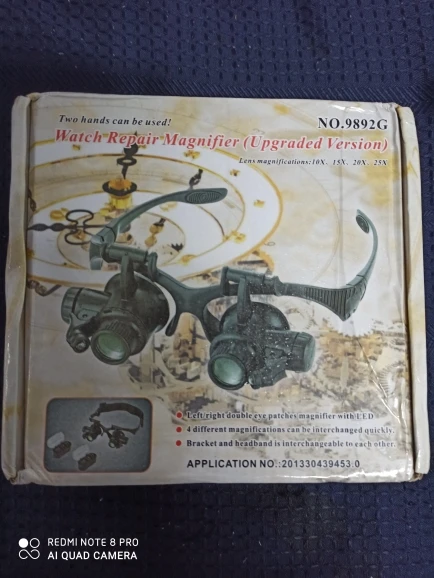 Two hands can be used!
NO.9892G
Watch Repair Magnifier (Upgraded Version)
Lens magnifications:10X、15X、20X、25X
Left/right double eye patches magnifier with LED
4 different magnifications can be interchanged quickly.
Bracket and headband is interchangeable to each other.
APPLICATION NO.:201330439453.0
REDMI NOTE 8 PRO
AI QUAD CAMERA